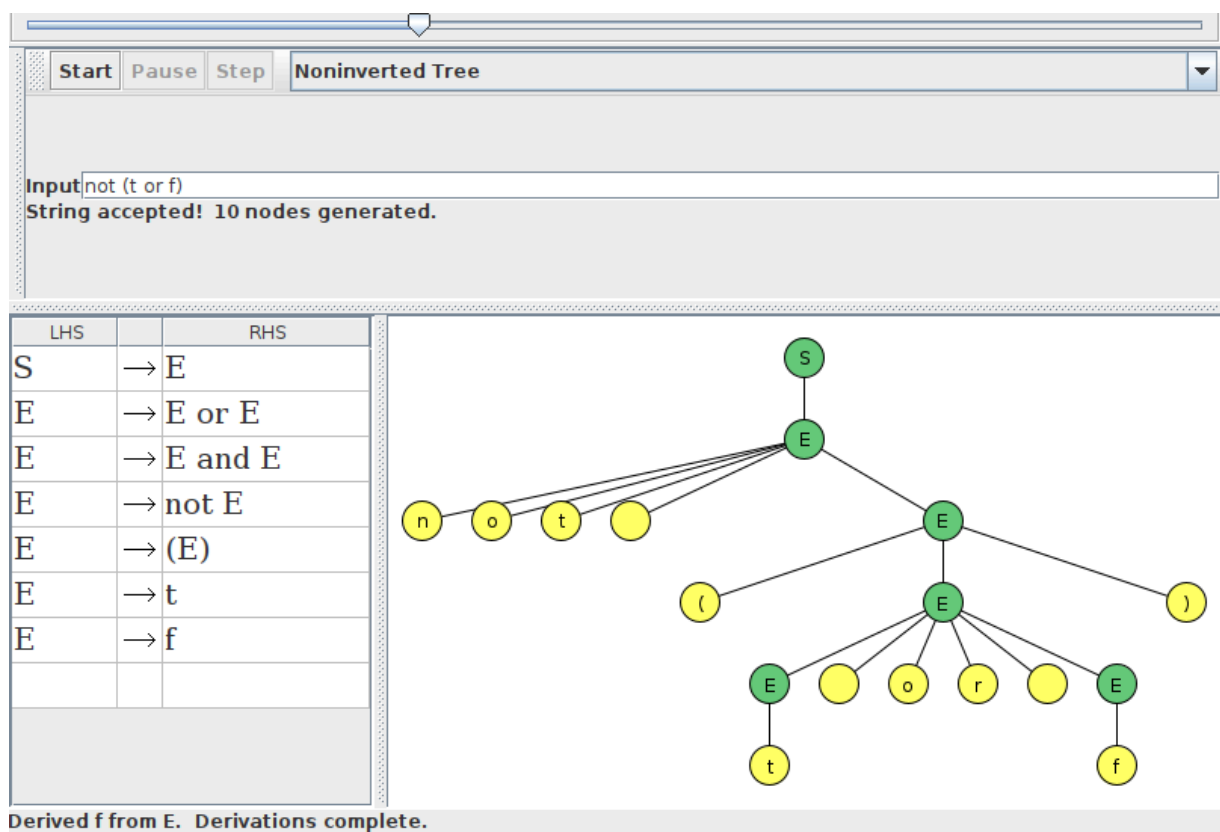 Start Pause Step Noninverted Tree
Input not (t or f)
String accepted! 10 nodes generated.
LHS RHS
S → E
E → E or E
E → E and E
E → not E
E → (E)
E → t
E → f
S
E
n o t E
( E )
E o r E
t f
Derived f from E. Derivations complete.